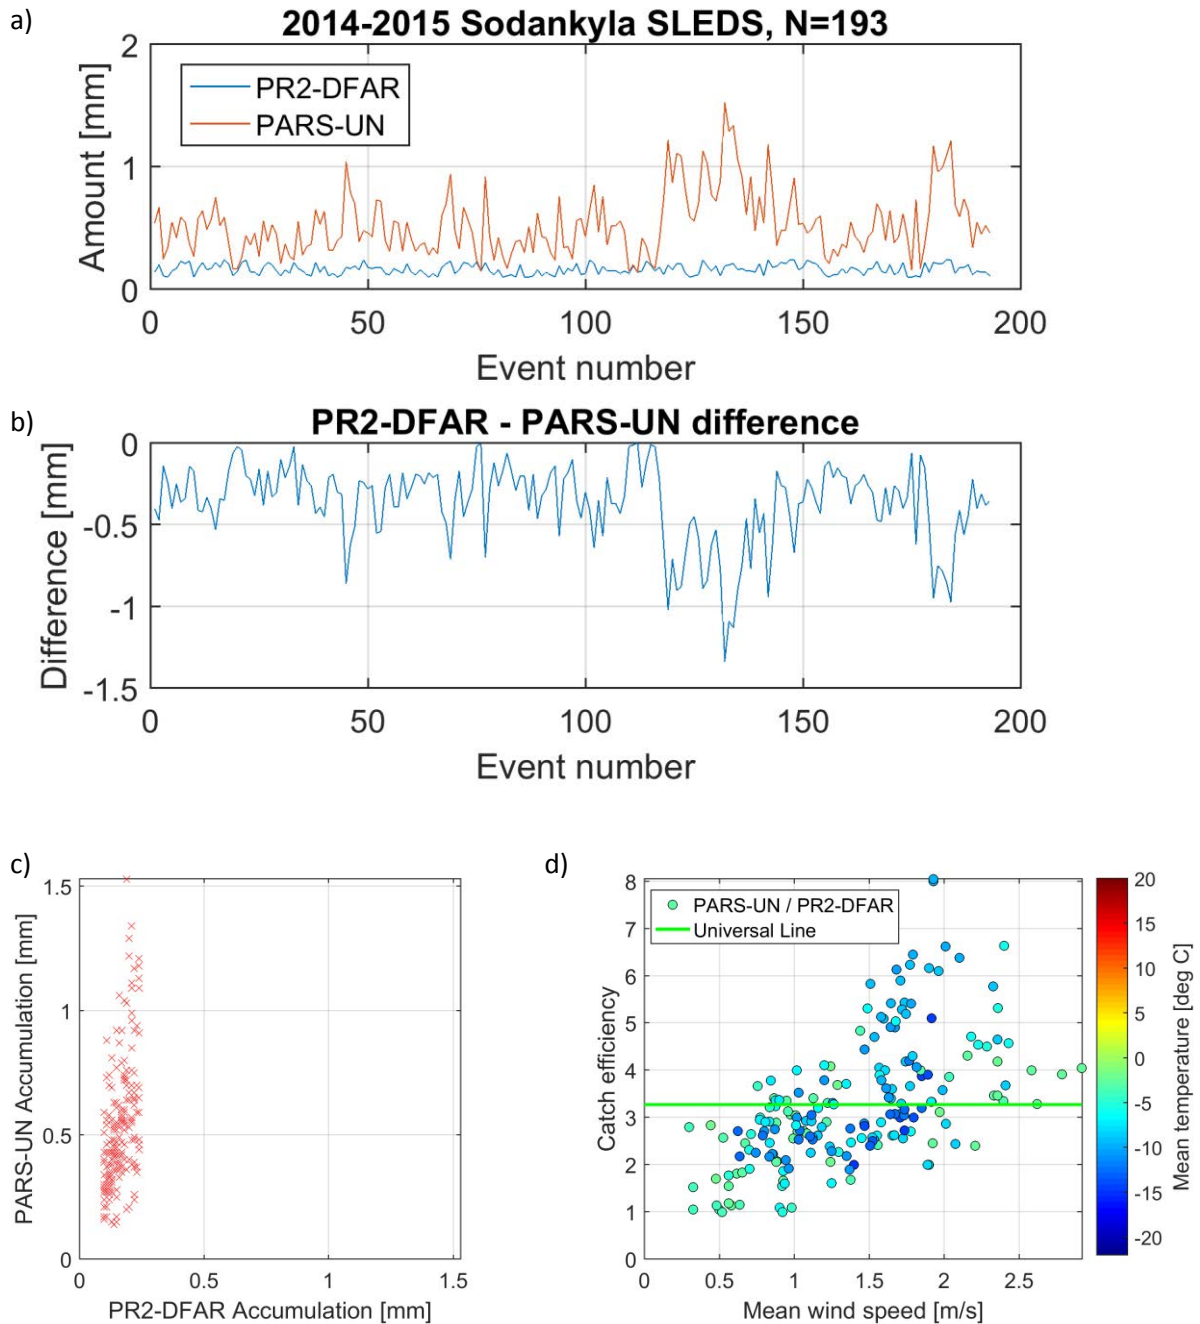 a)
2014-2015 Sodankyla SLEDS, N=193
Amount [mm]
2
1
0
PR2-DFAR
PARS-UN
0 50 100 150 200
Event number
b)
PR2-DFAR - PARS-UN difference
Difference [mm]
0
-0.5
-1
-1.5
0 50 100 150 200
Event number
c)
PARS-UN Accumulation [mm]
1.5
1
0.5
0
0 0.5 1 1.5
PR2-DFAR Accumulation [mm]
d)
Catch efficiency
8
7
6
5
4
3
2
1
0
PARS-UN / PR2-DFAR
Universal Line
0 0.5 1 1.5 2 2.5
Mean wind speed [m/s]
20
15
10
5
0
-5
-10
-15
-20
Mean temperature [deg C]